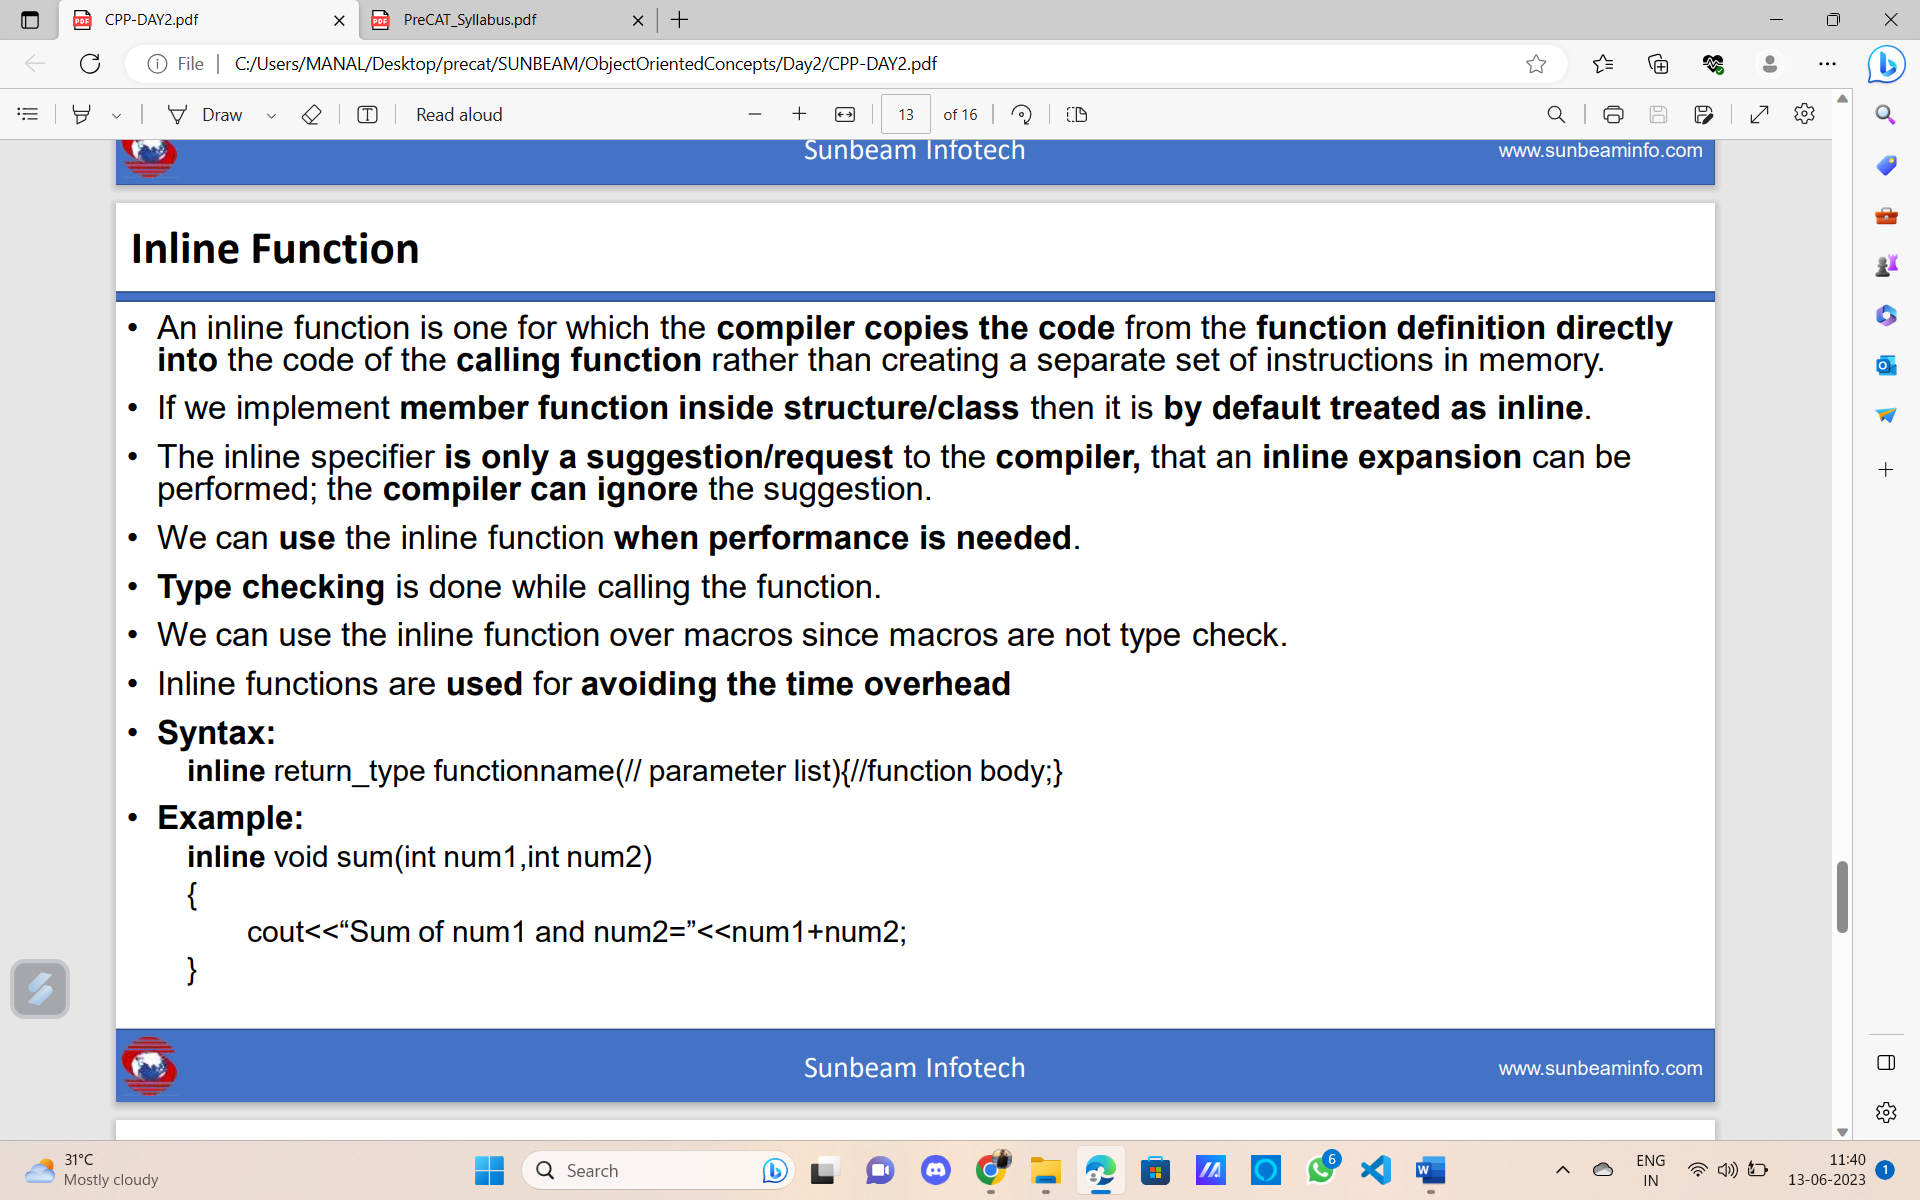 CPP-DAY2.pdf
PreCAT_Syllabus.pdf
File
C:/Users/MANAL/Desktop/precat/SUNBEAM/ObjectOrientedConcepts/Day2/CPP-DAY2.pdf
Draw
Read aloud
13
of 16
Sunbeam Infotech
www.sunbeaminfo.com
Inline Function
• An inline function is one for which the compiler copies the code from the function definition directly
into the code of the calling function rather than creating a separate set of instructions in memory.
• If we implement member function inside structure/class then it is by default treated as inline.
• The inline specifier is only a suggestion/request to the compiler, that an inline expansion can be
performed; the compiler can ignore the suggestion.
• We can use the inline function when performance is needed.
• Type checking is done while calling the function.
• We can use the inline function over macros since macros are not type check.
• Inline functions are used for avoiding the time overhead
• Syntax:
inline return_type functionname(// parameter list){//function body;}
• Example:
inline void sum(int num1,int num2)
{
cout<<“Sum of num1 and num2=”<<num1+num2;
}
Sunbeam Infotech
www.sunbeaminfo.com
31°C
Mostly cloudy
Search
6
ENG
IN
11:40
13-06-2023
1